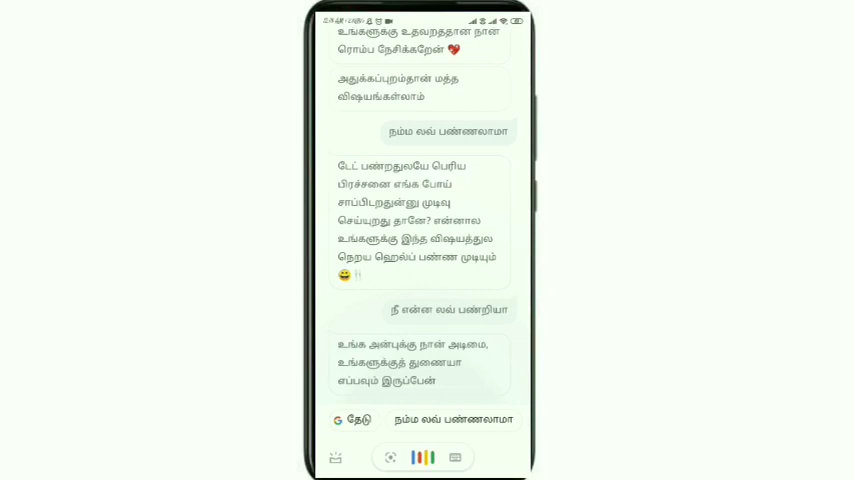 உங்களுக்கு உதவறததான் நான்
ரொம்ப நேசிக்கறேன்
அதுக்கப்புறம்தான் மத்த
விஷயங்கள்லாம்
நம்ம லவ் பண்ணலாமா
டேட் பண்றதுலயே பெரிய
பிரச்சனை எங்க போய்
சாப்பிடறதுன்னு முடிவு
செய்யுறது தானே? என்னால
உங்களுக்கு இந்த விஷயத்துல
நெறய ஹெல்ப் பண்ண முடியும்
நீ என்ன லவ் பண்றியா
உங்க அன்புக்கு நான் அடிமை,
உங்களுக்குத் துணையா
எப்பவும் இருப்பேன்
தேடு
நம்ம லவ் பண்ணலாமா